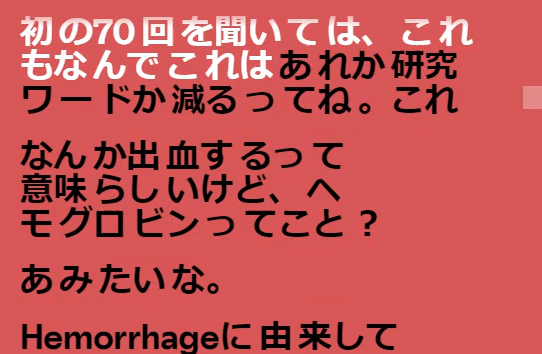 初の70回を聞いては、これ
もなんでこれはあれか研究
ワードか減るってね。これ
なんか出血するって
意味らしいけど、ヘ
モグロビンってこと？
あみたいな。
Hemorrhageに由来して